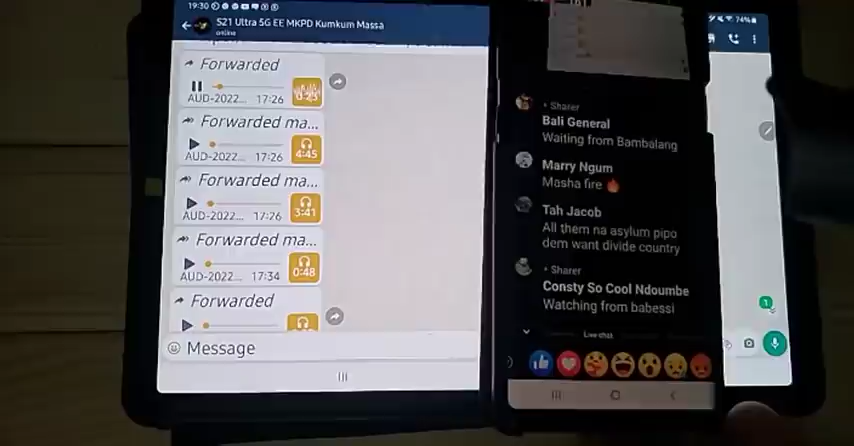 19:30
S21 Ultra 5G EE MKPD Kumkum Massa
online
Forwarded
0:23
AUD-2022... 17:26
Forwarded ma...
4:45
AUD-2022... 17:26
Forwarded ma...
3:41
AUD-2022... 17:26
Forwarded ma...
0:48
AUD-2022... 17:34
Forwarded
Message
• Sharer
Bali General
Waiting from Bambalang
Marry Ngum
Masha fire 🔥
Tah Jacob
All them na asylum pipo
dem want divide country
• Sharer
Consty So Cool Ndoumbe
Watching from babessi
Live chat
74%
1